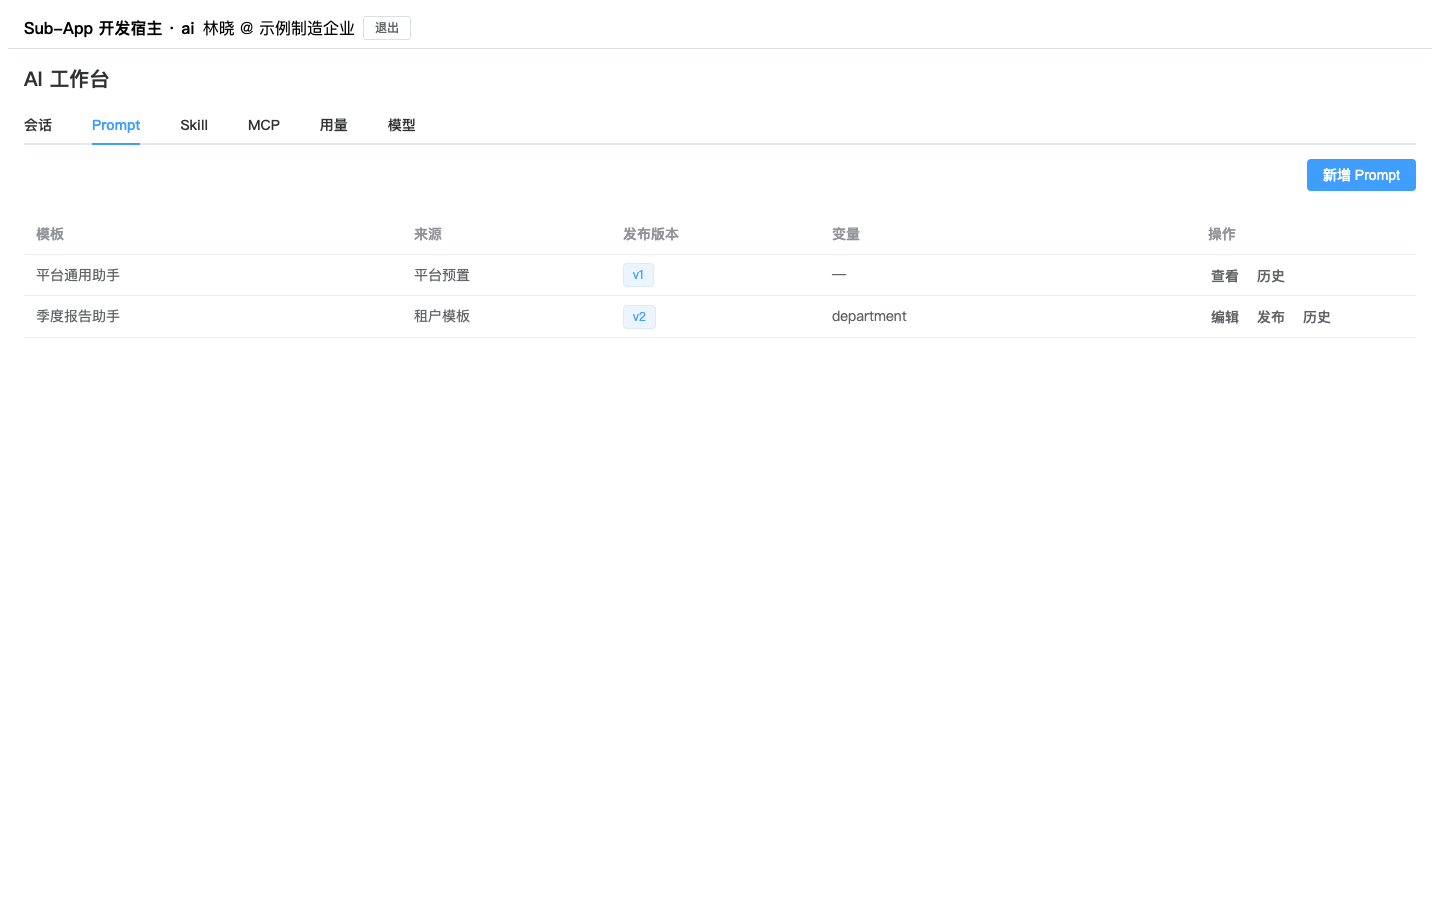 Sub-App 开发宿主 · ai 林晓 @ 示例制造企业 退出
AI 工作台
会话 Prompt Skill MCP 用量 模型
新增 Prompt
模板 来源 发布版本 变量 操作
平台通用助手 平台预置 v1 — 查看 历史
季度报告助手 租户模板 v2 department 编辑 发布 历史